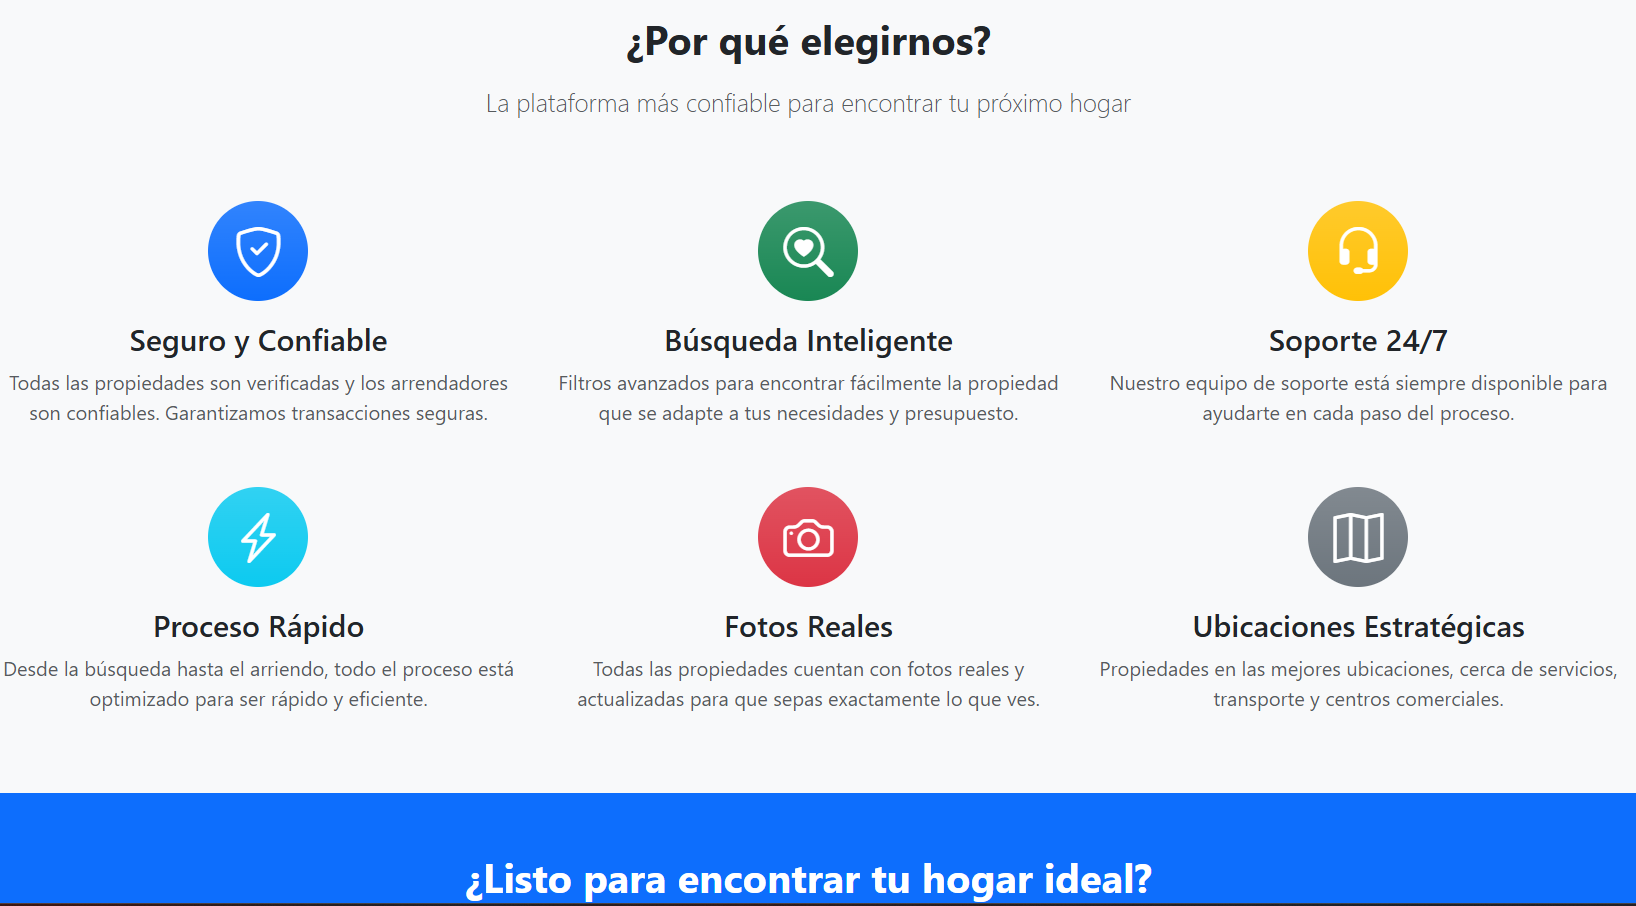 ¿Por qué elegirnos?
La plataforma más confiable para encontrar tu próximo hogar
Seguro y Confiable
Todas las propiedades son verificadas y los arrendadores
son confiables. Garantizamos transacciones seguras.
Búsqueda Inteligente
Filtros avanzados para encontrar fácilmente la propiedad
que se adapte a tus necesidades y presupuesto.
Soporte 24/7
Nuestro equipo de soporte está siempre disponible para
ayudarte en cada paso del proceso.
Proceso Rápido
Desde la búsqueda hasta el arriendo, todo el proceso está
optimizado para ser rápido y eficiente.
Fotos Reales
Todas las propiedades cuentan con fotos reales y
actualizadas para que sepas exactamente lo que ves.
Ubicaciones Estratégicas
Propiedades en las mejores ubicaciones, cerca de servicios,
transporte y centros comerciales.
¿Listo para encontrar tu hogar ideal?